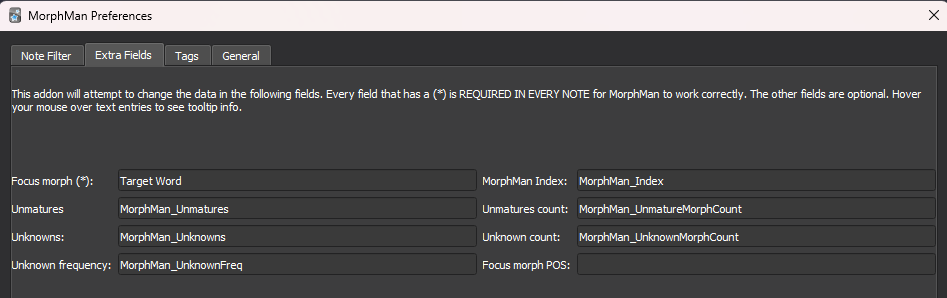 MorphMan Preferences
Note Filter Extra Fields Tags General
This addon will attempt to change the data in the following fields. Every field that has a (*) is REQUIRED IN EVERY NOTE for MorphMan to work correctly. The other fields are optional. Hover
your mouse over text entries to see tooltip info.
Focus morph (*): Target Word MorphMan Index: MorphMan_Index
Unmatures MorphMan_Unmatures Unmatures count: MorphMan_UnmatureMorphCount
Unknowns: MorphMan_Unknowns Unknown count: MorphMan_UnknownMorphCount
Unknown frequency: MorphMan_UnknownFreq Focus morph POS: